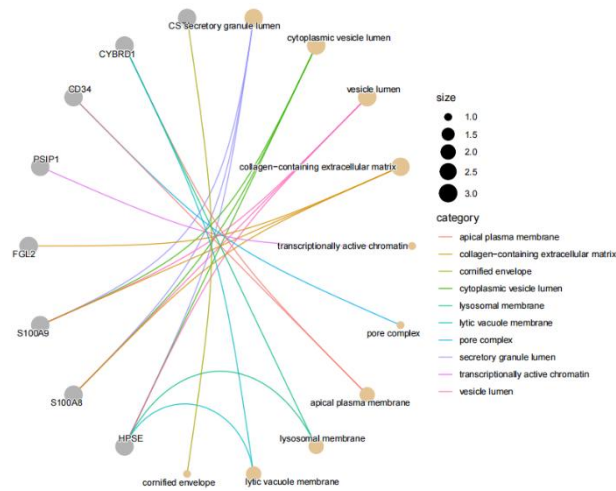 CS secretory granule lumen
CYBRD1
cytoplasmic vesicle lumen
CD34
vesicle lumen
PSIP1
collagen-containing extracellular matrix
FGL2
transcriptionally active chromatin
S100A9
pore complex
S100A8
apical plasma membrane
HPSE
lysosomal membrane
cornified envelope
lytic vacuole membrane
size
1.0
1.5
2.0
2.5
3.0
category
apical plasma membrane
collagen-containing extracellular matrix
cornified envelope
cytoplasmic vesicle lumen
lysosomal membrane
lytic vacuole membrane
pore complex
secretory granule lumen
transcriptionally active chromatin
vesicle lumen